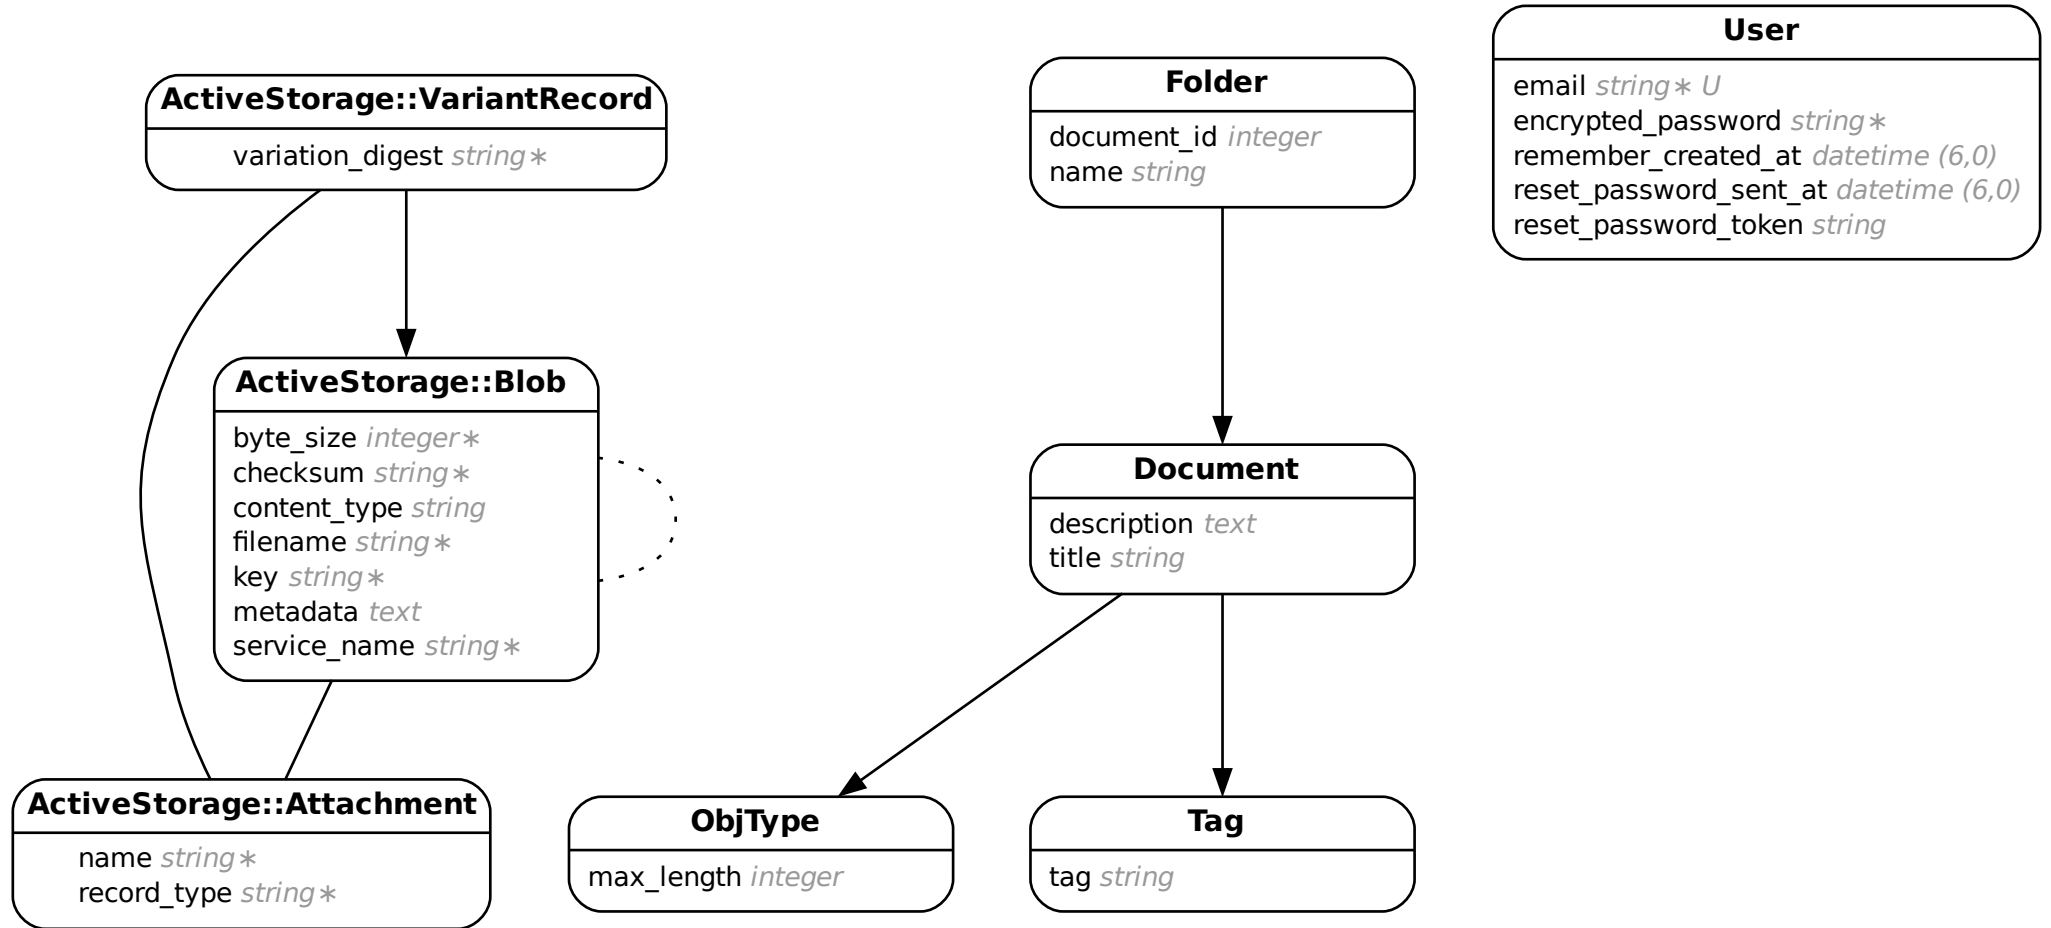 ActiveStorage::VariantRecord
variation_digest string∗
ActiveStorage::Blob
byte_size integer∗
checksum string∗
content_type string
filename string∗
key string∗
metadata text
service_name string∗
ActiveStorage::Attachment
name string∗
record_type string∗
Folder
document_id integer
name string
Document
description text
title string
ObjType
max_length integer
Tag
tag string
User
email string∗ U
encrypted_password string∗
remember_created_at datetime (6,0)
reset_password_sent_at datetime (6,0)
reset_password_token string